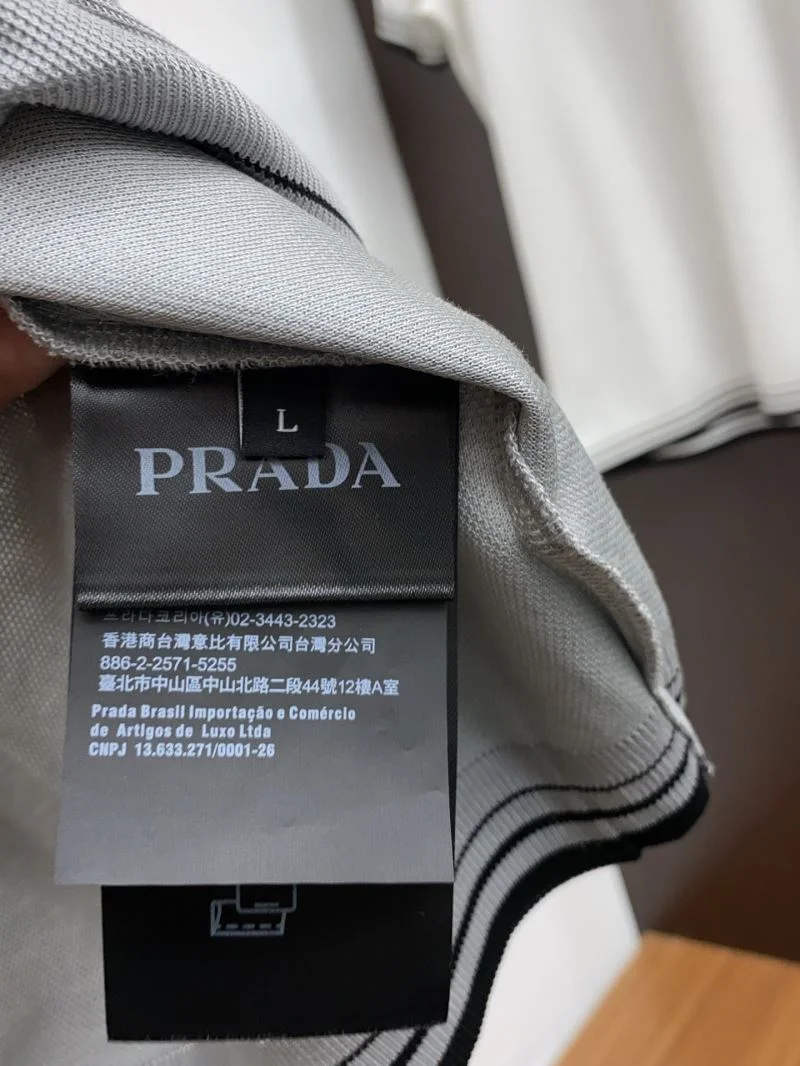 L
PRADA
프라다코리아(유)02-3443-2323
香港商台灣意比有限公司台灣分公司
886-2-2571-5255
臺北市中山區中山北路二段44號12樓A室
Prada Brasil Importação e Comércio
de Artigos de Luxo Ltda
CNPJ 13.633.271/0001-26